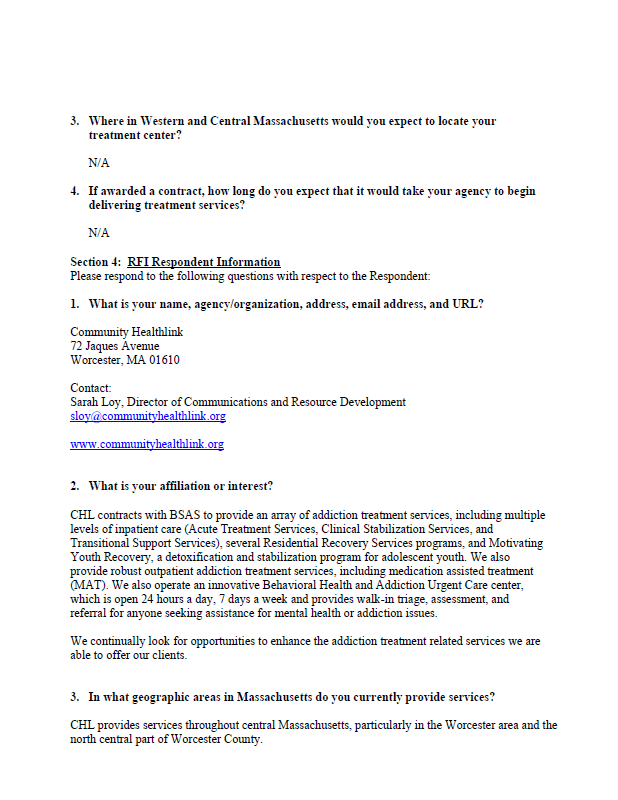 3. Where in Western and Central Massachusetts would you expect to locate your
treatment center?
N/A
4. If awarded a contract, how long do you expect that it would take your agency to begin
delivering treatment services?
N/A
Section 4: RFI Respondent Information
Please respond to the following questions with respect to the Respondent:
1. What is your name, agency/organization, address, email address, and URL?
Community Healthlink
72 Jaques Avenue
Worcester, MA 01610
Contact:
Sarah Loy, Director of Communications and Resource Development
sloy@communityhealthlink.org
www.communityhealthlink.org
2. What is your affiliation or interest?
CHL contracts with BSAS to provide an array of addiction treatment services, including multiple
levels of inpatient care (Acute Treatment Services, Clinical Stabilization Services, and
Transitional Support Services), several Residential Recovery Services programs, and Motivating
Youth Recovery, a detoxification and stabilization program for adolescent youth. We also
provide robust outpatient addiction treatment services, including medication assisted treatment
(MAT). We also operate an innovative Behavioral Health and Addiction Urgent Care center,
which is open 24 hours a day, 7 days a week and provides walk-in triage, assessment, and
referral for anyone seeking assistance for mental health or addiction issues.
We continually look for opportunities to enhance the addiction treatment related services we are
able to offer our clients.
3. In what geographic areas in Massachusetts do you currently provide services?
CHL provides services throughout central Massachusetts, particularly in the Worcester area and the
north central part of Worcester County.